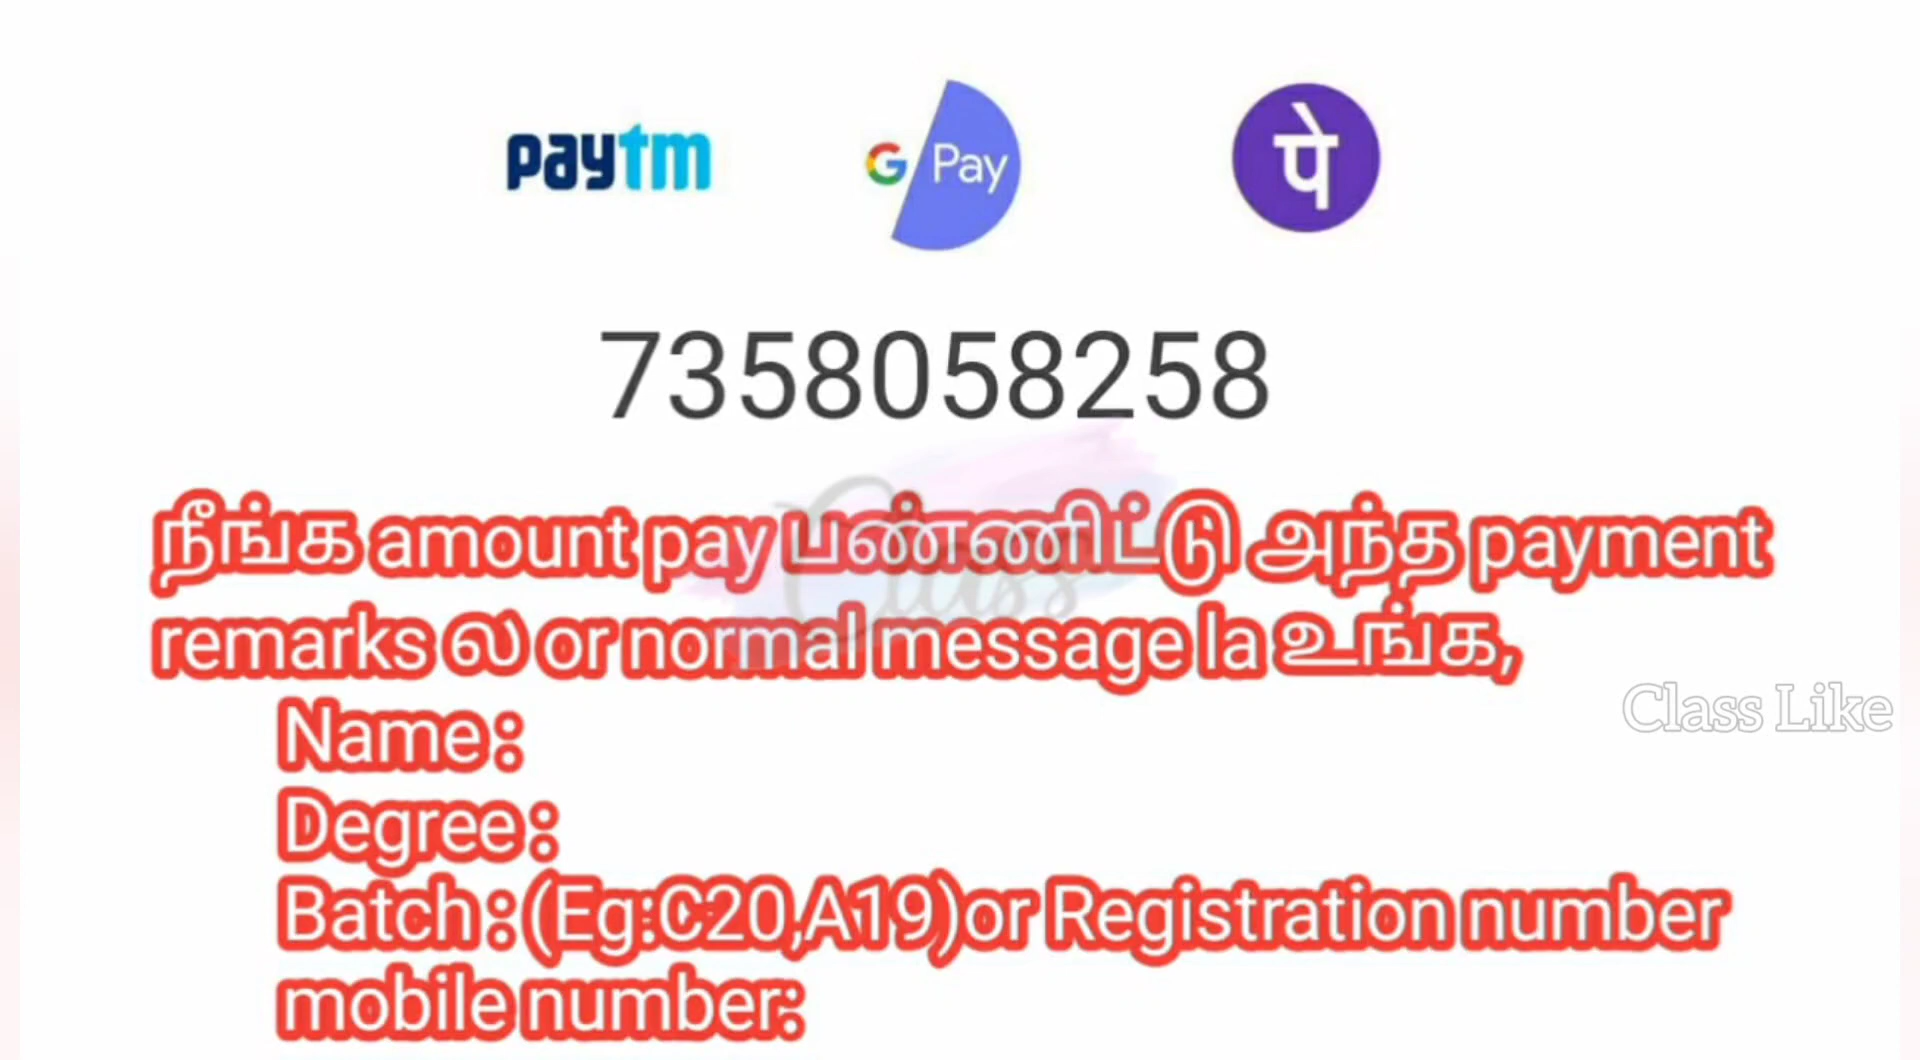 paytm G Pay पे
7358058258
நீங்க amount pay பண்ணிட்டு அந்த payment
remarks ல or normal message la உங்க,
Class
Class Like
Name:
Degree:
Batch:(Eg:C20,A19)or Registration number
mobile number: